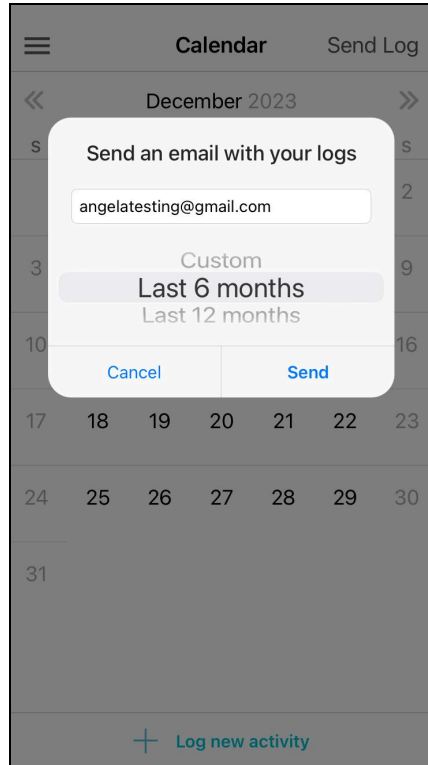 Calendar Send Log
December 2023
S S
Send an email with your logs
angelatesting@gmail.com
2
Custom
3 9
Last 6 months
Last 12 months
10 16
Cancel Send
17 18 19 20 21 22 23
24 25 26 27 28 29 30
31
Log new activity